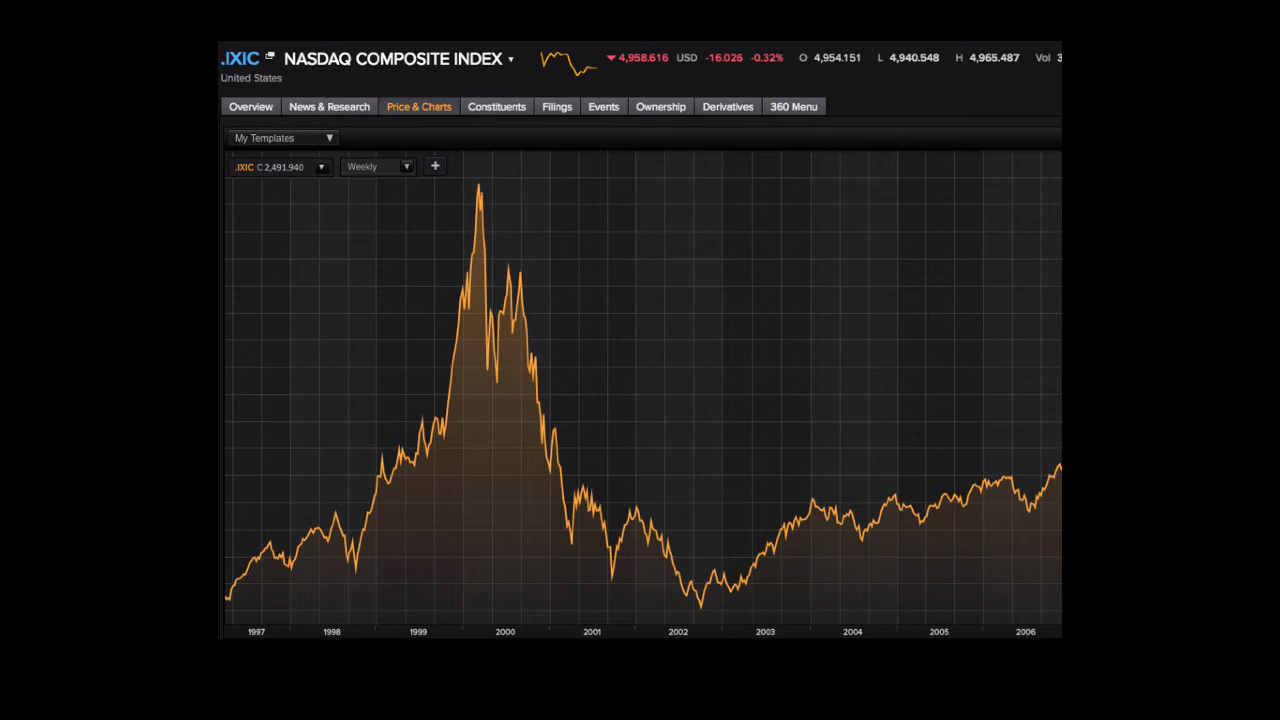 .IXIC NASDAQ COMPOSITE INDEX 4,958.616 USD -16.026 -0.32% O 4,954.151 L 4,940.548 H 4,965.487 Vol 3
United States
Overview News & Research Price & Charts Constituents Filings Events Ownership Derivatives 360 Menu
My Templates
.IXIC C 2,491.940 Weekly +
1997 1998 1999 2000 2001 2002 2003 2004 2005 2006